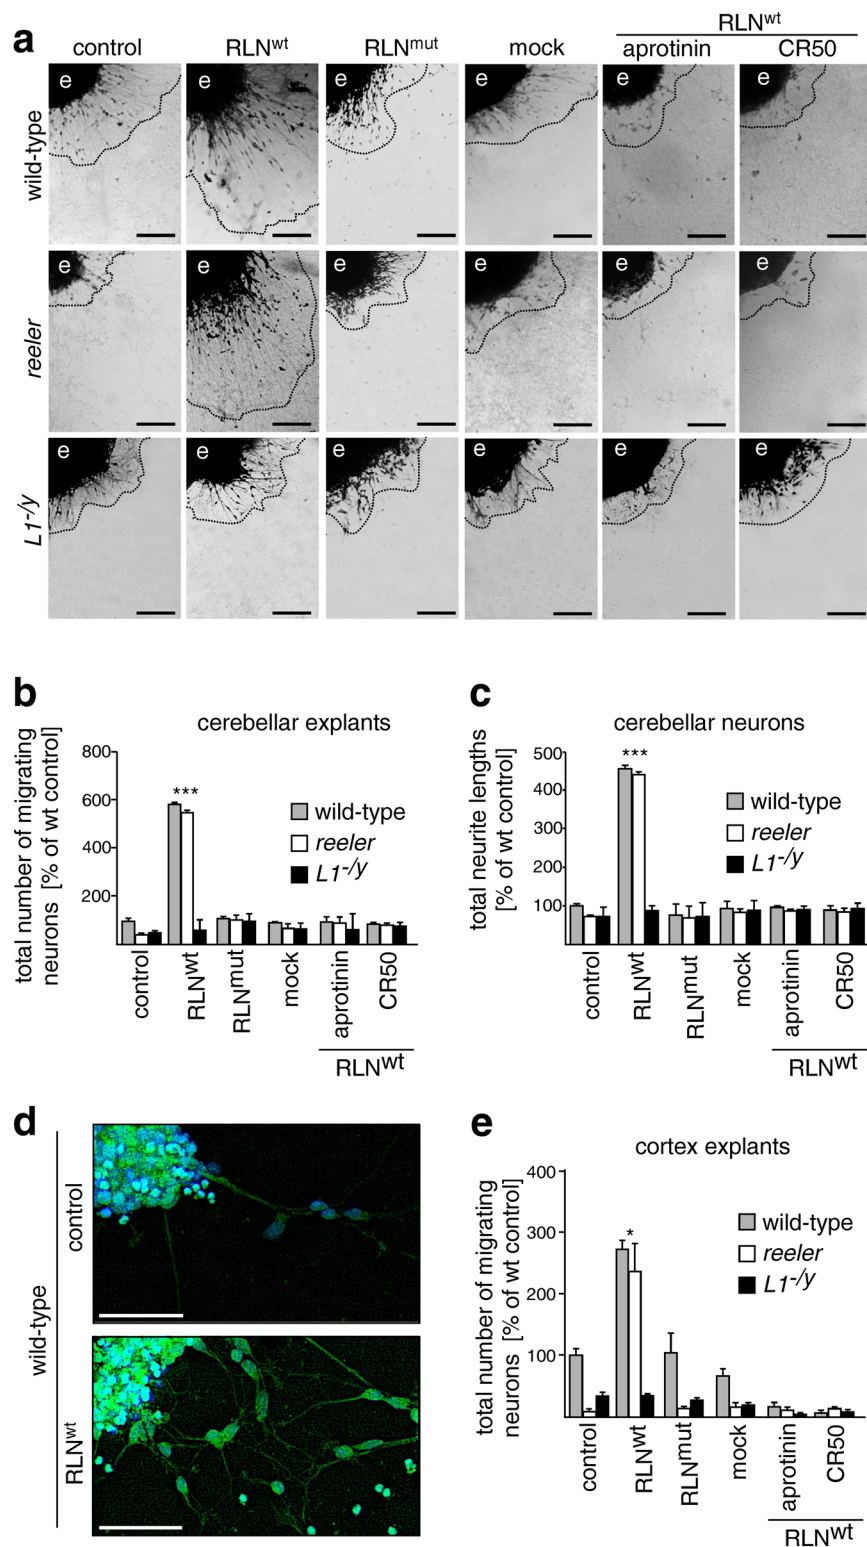 a
RLNwt
control RLNwt RLNmut mock aprotinin CR50
wild-type
e e e e e e
reeler
e e e e e e
L1-/y
e e e e e e
b
cerebellar explants
total number of migrating
neurons [% of wt control]
800
600
400
200
***
wild-type
reeler
L1-/y
control RLNwt RLNmut mock aprotinin CR50
RLNwt
c
cerebellar neurons
total neurite lengths
[% of wt control]
500
400
300
200
100
***
wild-type
reeler
L1-/y
control RLNwt RLNmut mock aprotinin CR50
RLNwt
d
wild-type
control
RLNwt
e
cortex explants
total number of migrating
neurons [% of wt control]
400
300
200
100
*
wild-type
reeler
L1-/y
control RLNwt RLNmut mock aprotinin CR50
RLNwt